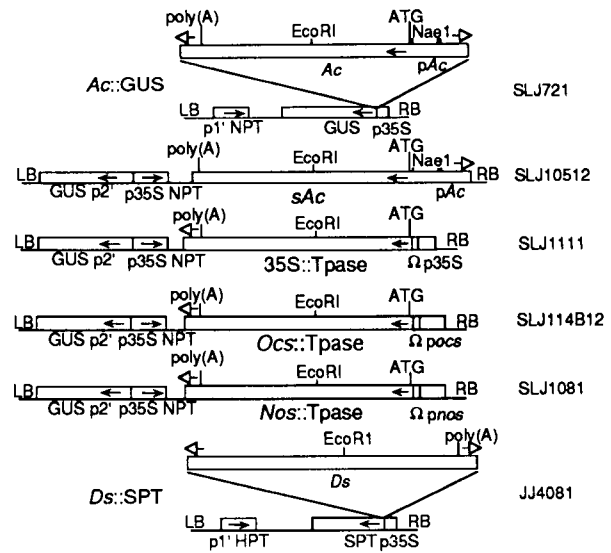 poly(A) EcoRI ATG Nae1
Ac pAc
Ac::GUS SLJ721
LB RB
p1' NPT GUS p35S
poly(A) EcoRI ATG Nae1
LB RB SLJ10512
GUS p2' p35S NPT sAc pAc
poly(A) EcoRI ATG
LB RB SLJ1111
GUS p2' p35S NPT 35S::Tpase Ω p35S
poly(A) EcoRI ATG
LB RB SLJ114B12
GUS p2' p35S NPT Ocs::Tpase Ω pocs
poly(A) EcoRI ATG
LB RB SLJ1081
GUS p2' p35S NPT Nos::Tpase Ω pnos
EcoR1 poly(A)
Ds
Ds::SPT JJ4081
LB RB
p1' HPT SPT p35S